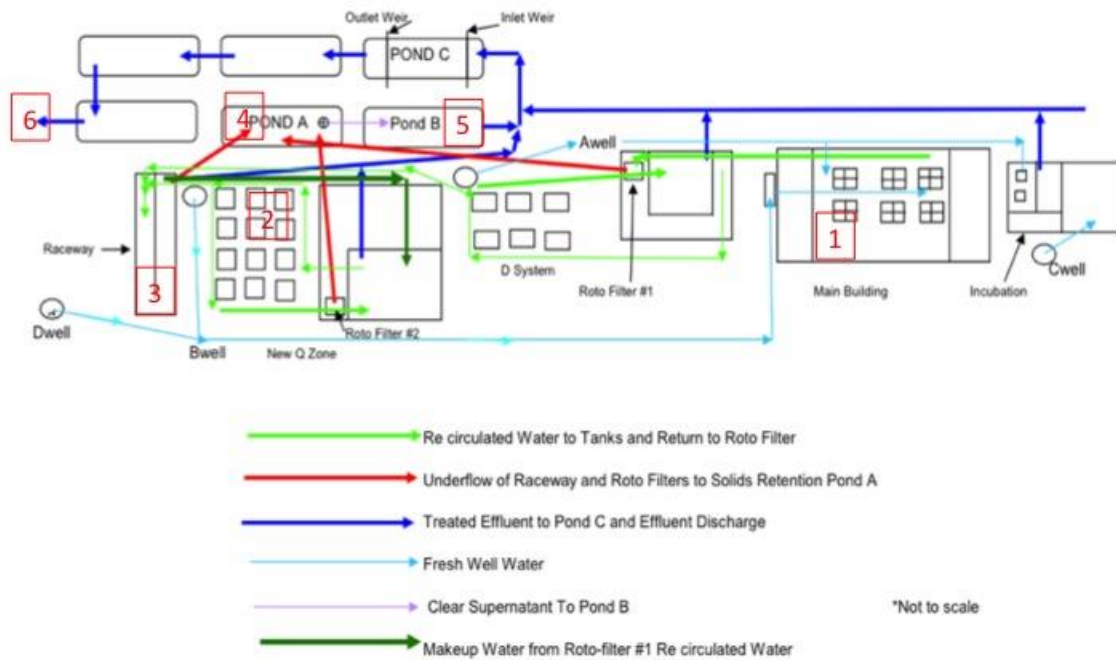 Outlet Weir
Inlet Weir
POND C
6
4
POND A
Pond B
5
Awell
2
1
Raceway
3
D System
Roto Filter #1
Main Building
Incubation
Cwell
Dwell
Roto Filter #2
Bwell
New Q Zone
Re circulated Water to Tanks and Return to Roto Filter
Underflow of Raceway and Roto Filters to Solids Retention Pond A
Treated Effluent to Pond C and Effluent Discharge
Fresh Well Water
Clear Supernatant To Pond B
*Not to scale
Makeup Water from Roto-filter #1 Re circulated Water